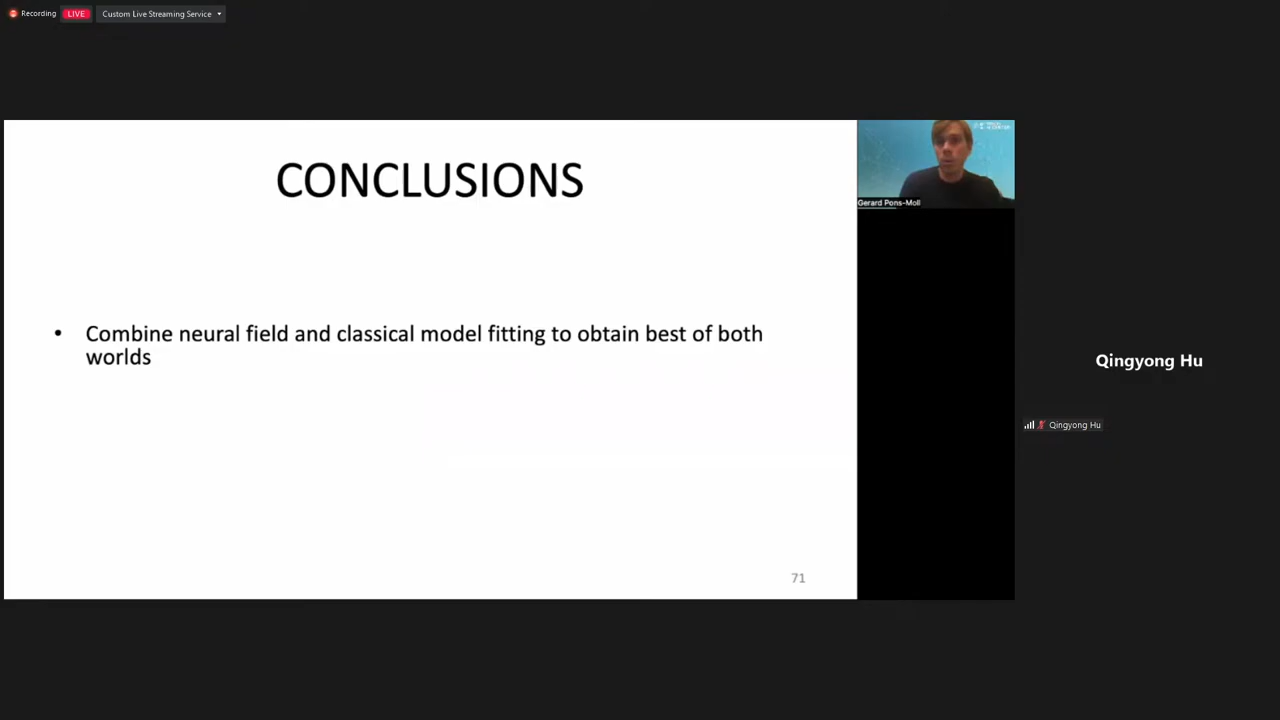 Recording LIVE Custom Live Streaming Service
CONCLUSIONS
• Combine neural field and classical model fitting to obtain best of both
worlds
71
Gerard Pons-Moll
Qingyong Hu
Qingyong Hu